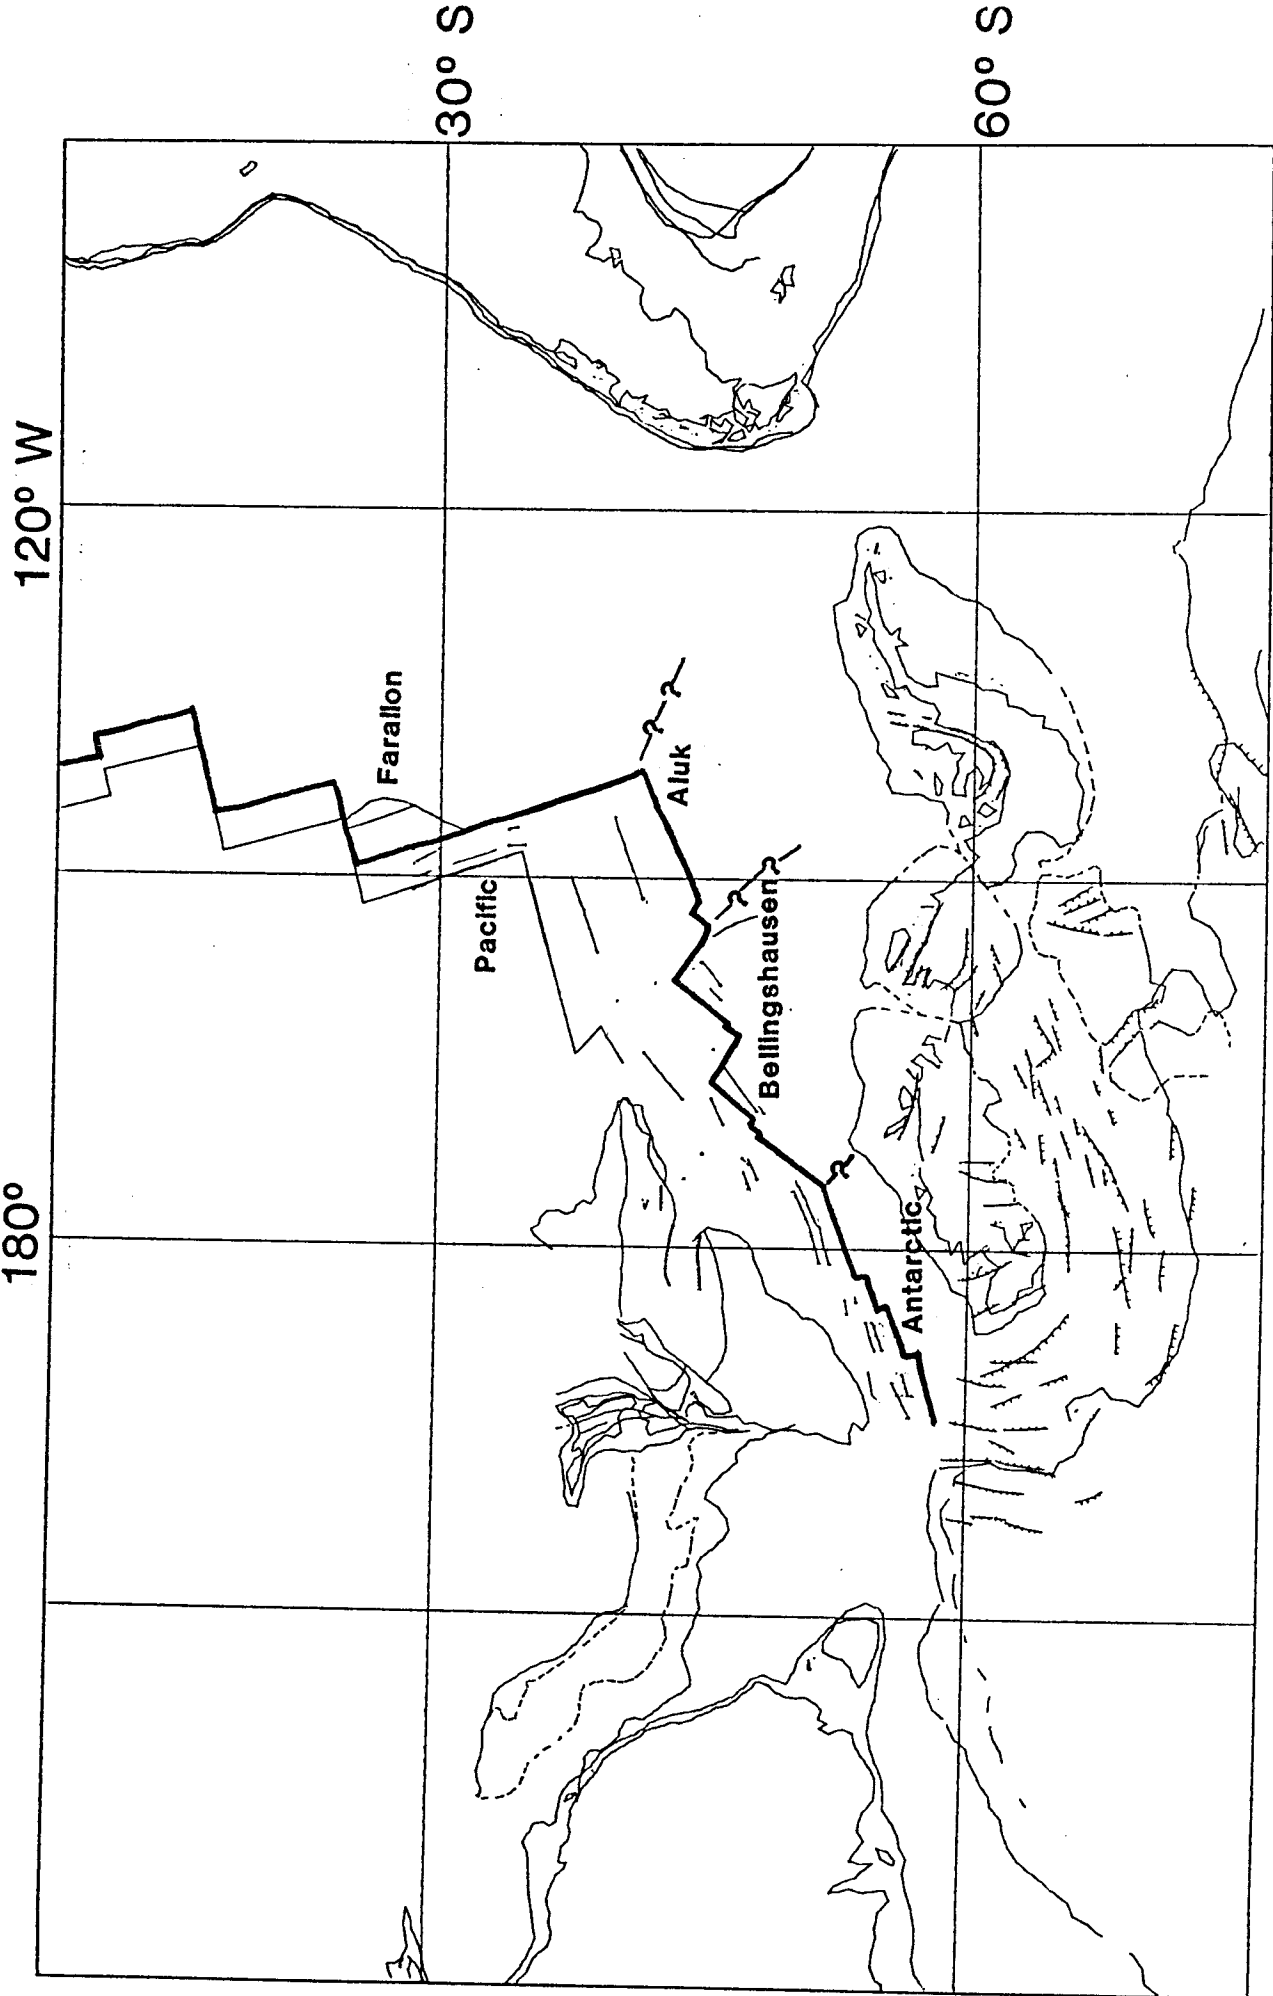 180°
120° W
30° S
60° S
Farallon
Pacific
Aluk
Bellingshausen
Antarctic
?
?
?
?
?